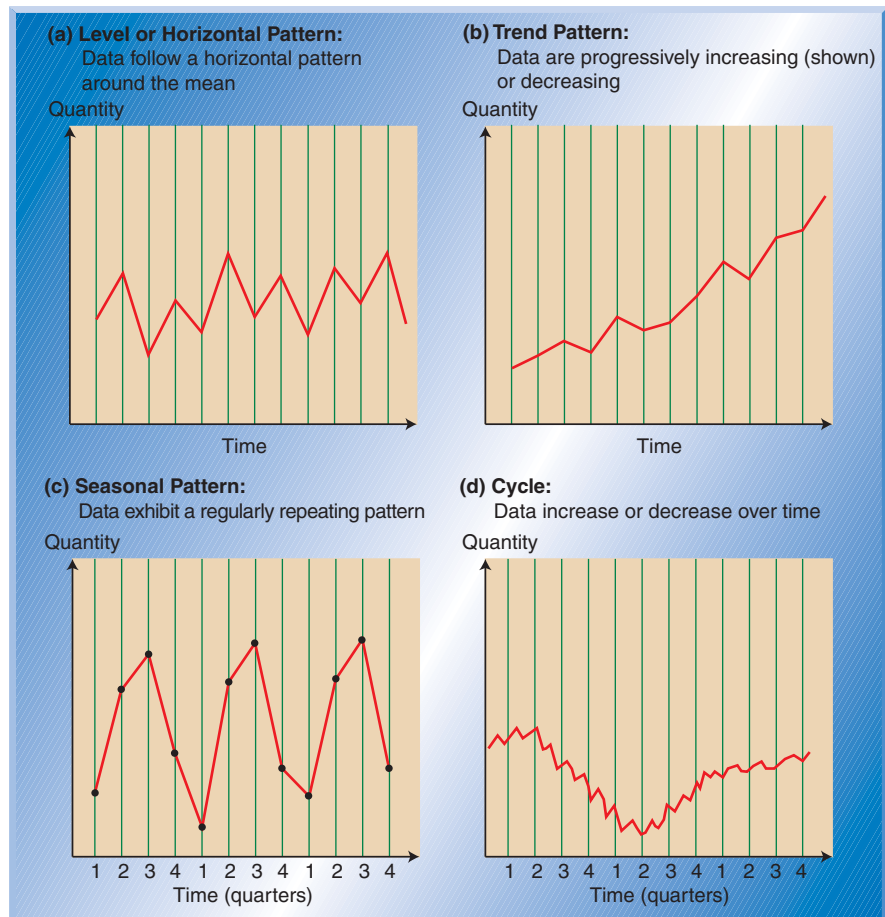 (a) Level or Horizontal Pattern:
Data follow a horizontal pattern
around the mean
Quantity
Time
(b) Trend Pattern:
Data are progressively increasing (shown)
or decreasing
Quantity
Time
(c) Seasonal Pattern:
Data exhibit a regularly repeating pattern
Quantity
1 2 3 4 1 2 3 4 1 2 3 4
Time (quarters)
(d) Cycle:
Data increase or decrease over time
Quantity
1 2 3 4 1 2 3 4 1 2 3 4
Time (quarters)